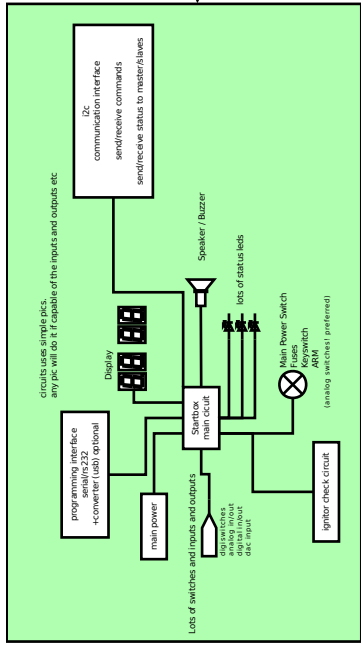 circuits uses simple pics.
any pic will do it if capable of the inputs and outputs etc
i2c
communication interface
send/receive commands
send/receive status to master/slaves
programming interface
serial/rs232
+converter (usb) optional
Display
Speaker / Buzzer
main power
Startbox
main cicuit
lots of status leds
Lots of switches and inputs and outputs
digiswitches
analog in/out
digital in/out
dac input
Main Power Switch
Fuses
Keyswitch
ARM
(analog switches! preferred)
ignitor check circuit